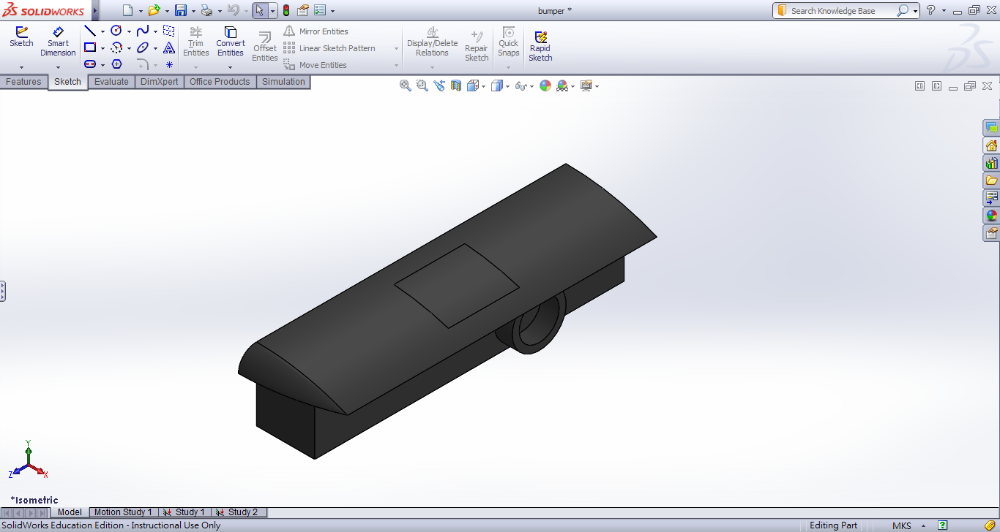 SOLIDWORKS
bumper *
Search Knowledge Base
Sketch
Smart Dimension
Trim Entities
Convert Entities
Offset Entities
Mirror Entities
Linear Sketch Pattern
Move Entities
Display/Delete Relations
Repair Sketch
Quick Snaps
Rapid Sketch
Features
Sketch
Evaluate
DimXpert
Office Products
Simulation
Y
Z
X
*Isometric
Model
Motion Study 1
Study 1
Study 2
SolidWorks Education Edition - Instructional Use Only
Editing Part
MKS